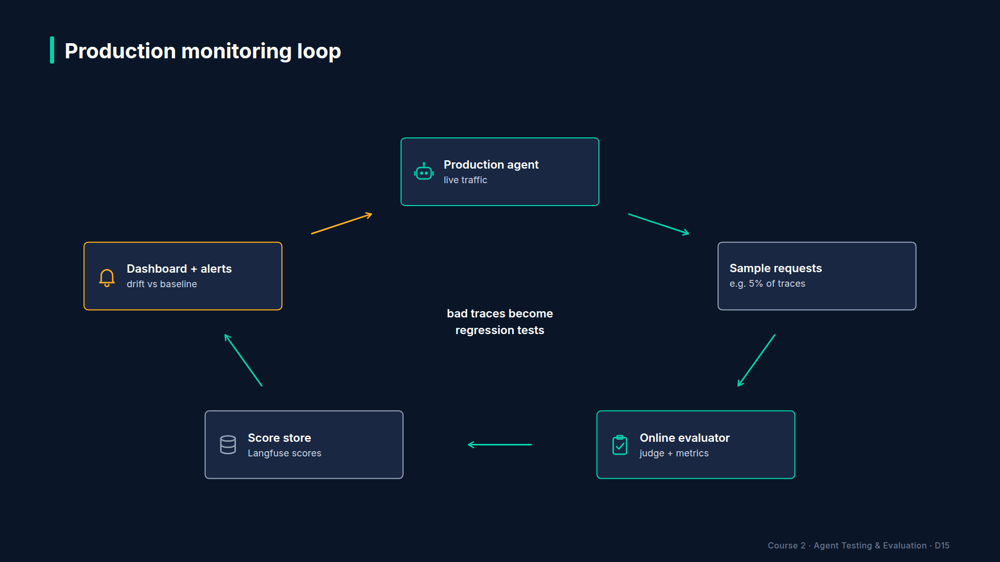 Production monitoring loop
Production agent
live traffic
Dashboard + alerts
drift vs baseline
Sample requests
e.g. 5% of traces
bad traces become
regression tests
Score store
Langfuse scores
Online evaluator
judge + metrics
Course 2 · Agent Testing & Evaluation · D15